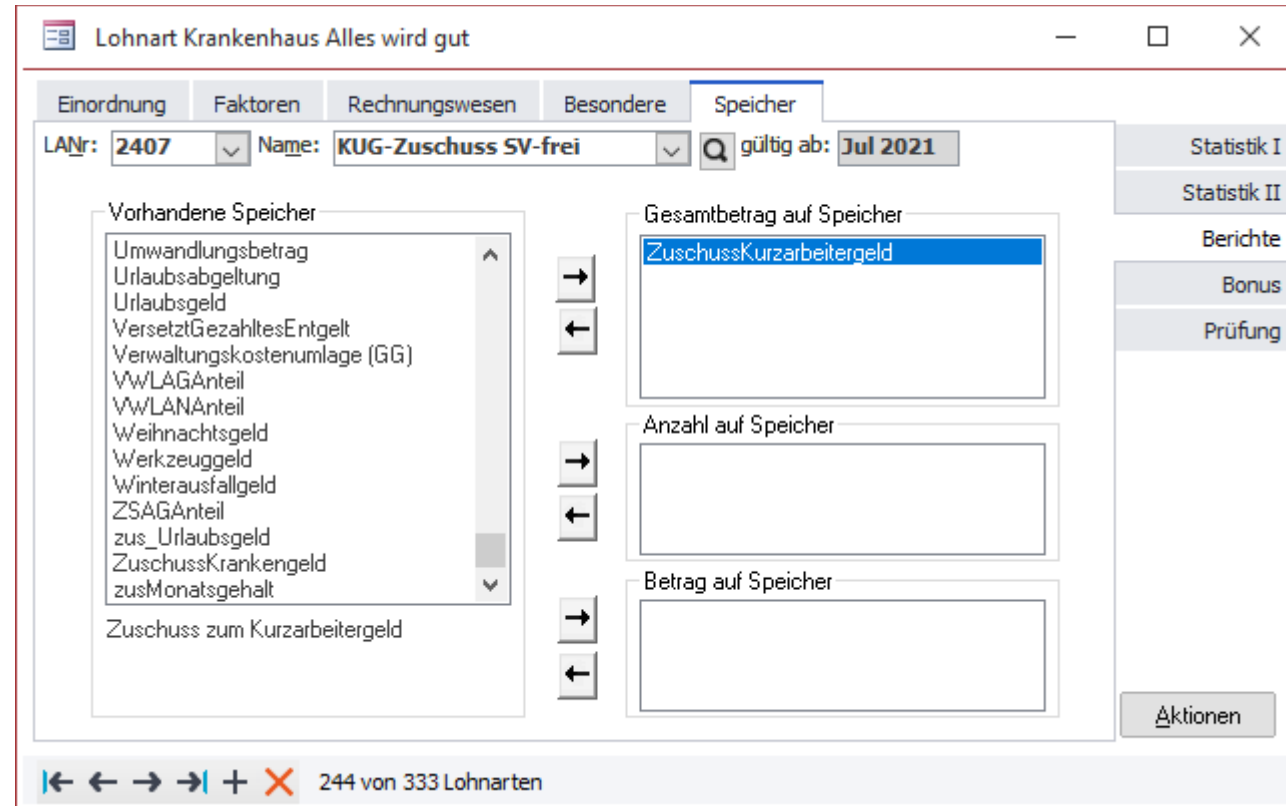 Lohnart Krankenhaus Alles wird gut
Einordnung Faktoren Rechnungswesen Besondere Speicher
LANr: 2407 Name: KUG-Zuschuss SV-frei gültig ab: Jul 2021
Statistik I
Statistik II
Berichte
Bonus
Prüfung
Vorhandene Speicher
Umwandlungsbetrag
Urlaubsabgeltung
Urlaubsgeld
VersetztGezahltesEntgelt
Verwaltungskostenumlage (GG)
VWLAGAnteil
VWLANAnteil
Weihnachtsgeld
Werkzeuggeld
Winterausfallgeld
ZSAGAnteil
zus_Urlaubsgeld
ZuschussKrankengeld
zusMonatsgehalt
Zuschuss zum Kurzarbeitergeld
Gesamtbetrag auf Speicher
ZuschussKurzarbeitergeld
Anzahl auf Speicher
Betrag auf Speicher
Aktionen
244 von 333 Lohnarten